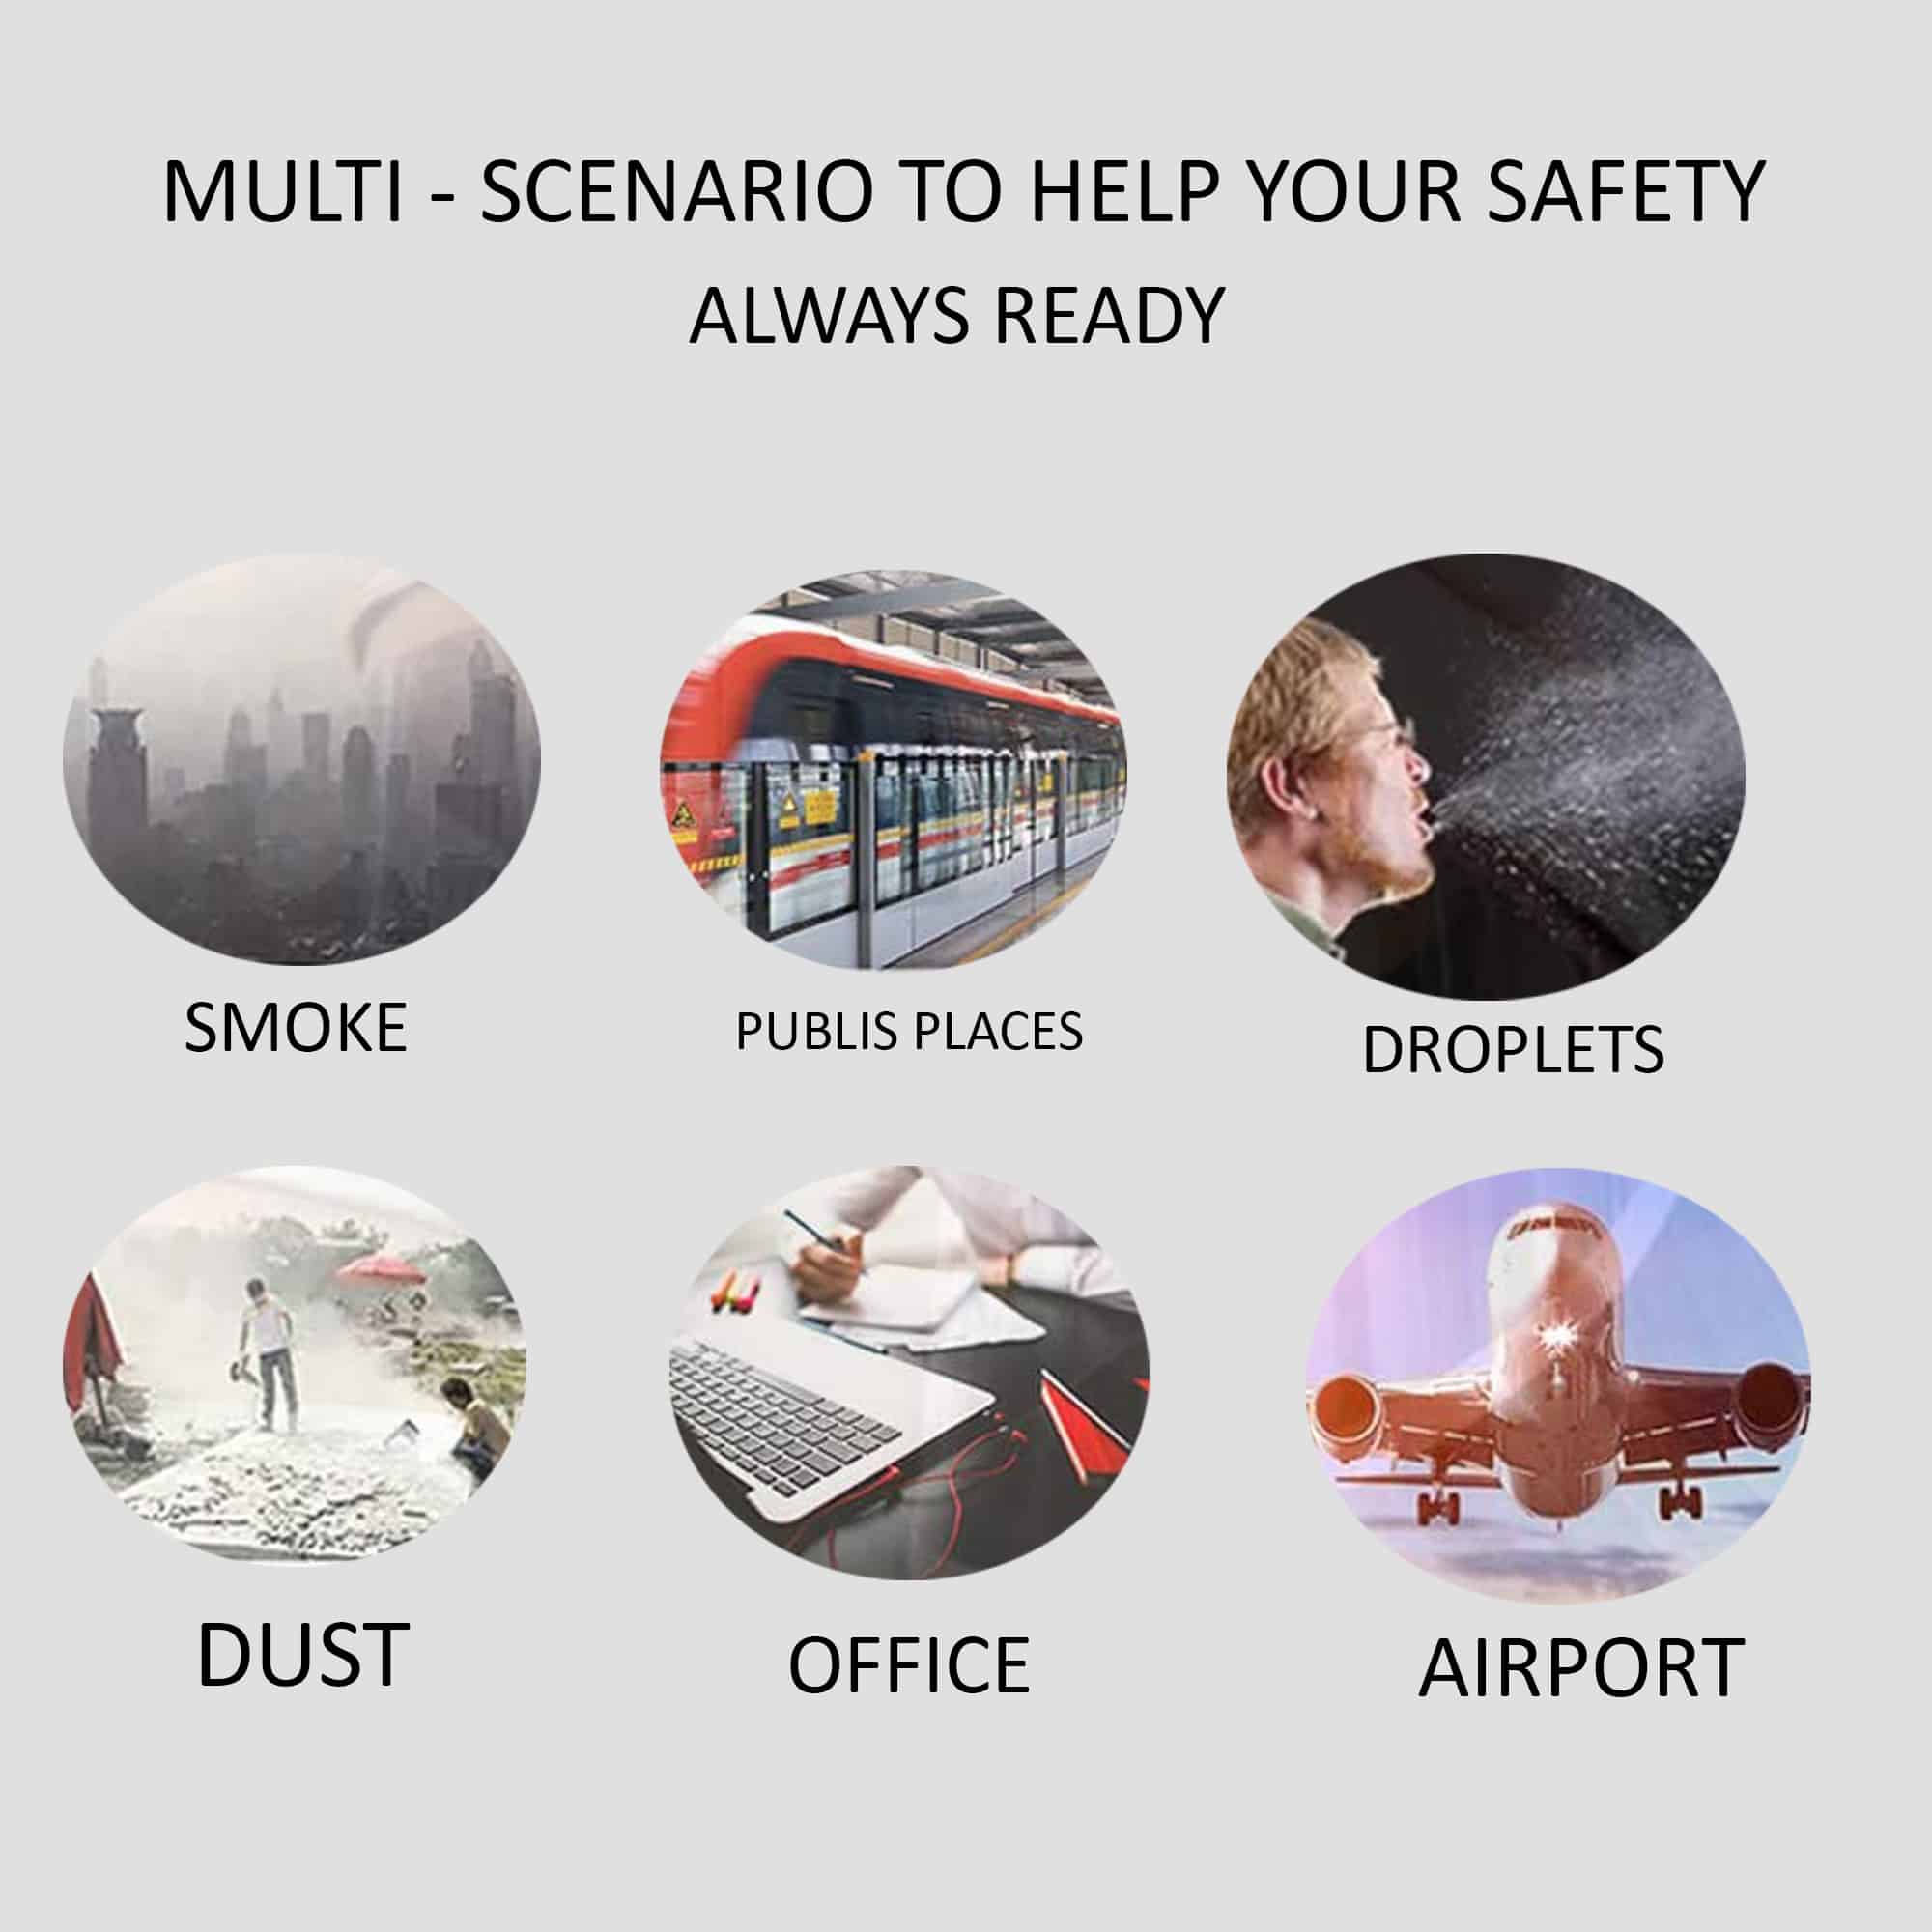 MULTI - SCENARIO TO HELP YOUR SAFETY
ALWAYS READY
SMOKE
PUBLIS PLACES
DROPLETS
DUST
OFFICE
AIRPORT